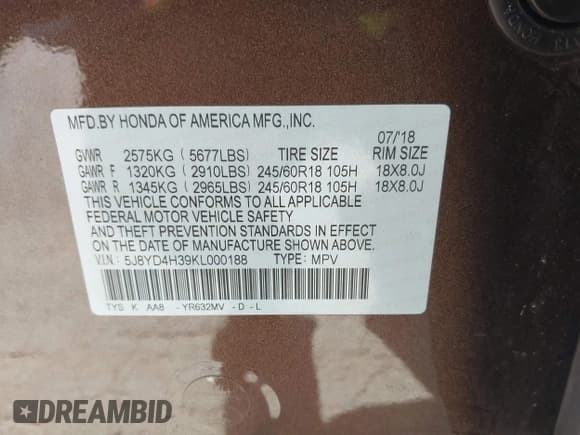 MFD.BY HONDA OF AMERICA MFG.,INC.
07/'18
GVWR 2575KG ( 5677LBS) TIRE SIZE RIM SIZE
GAWR F 1320KG ( 2910LBS) 245/60R18 105H 18X8.0J
GAWR R 1345KG ( 2965LBS) 245/60R18 105H 18X8.0J
THIS VEHICLE CONFORMS TO ALL APPLICABLE
FEDERAL MOTOR VEHICLE SAFETY
AND THEFT PREVENTION STANDARDS IN EFFECT
ON THE DATE OF MANUFACTURE SHOWN ABOVE.
V.I.N: 5J8YD4H39KL000188 TYPE: MPV
TYS K AA8 -YR632MV -D -L
DREAMBID